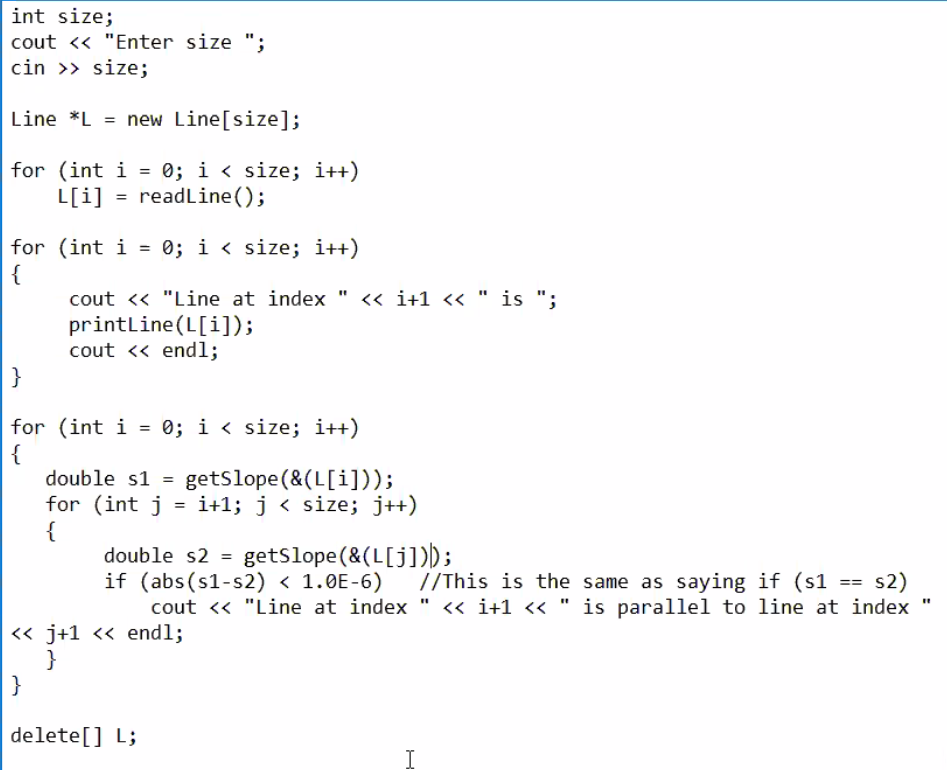 int size;
cout << "Enter size ";
cin >> size;

Line *L = new Line[size];

for (int i = 0; i < size; i++)
    L[i] = readLine();

for (int i = 0; i < size; i++)
{
     cout << "Line at index " << i+1 << " is ";
     printLine(L[i]);
     cout << endl;
}

for (int i = 0; i < size; i++)
{
   double s1 = getSlope(&(L[i]));
   for (int j = i+1; j < size; j++)
   {
        double s2 = getSlope(&(L[j]));
        if (abs(s1-s2) < 1.0E-6)   //This is the same as saying if (s1 == s2)
            cout << "Line at index " << i+1 << " is parallel to line at index "
<< j+1 << endl;
   }
}

delete[] L;